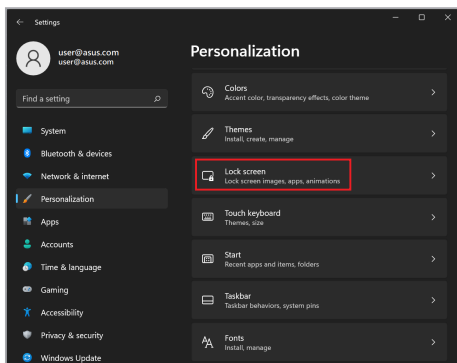 Settings
user@asus.com
user@asus.com
Find a setting
System
Bluetooth & devices
Network & internet
Personalization
Apps
Accounts
Time & language
Gaming
Accessibility
Privacy & security
Windows Update
Personalization
Colors
Accent color, transparency effects, color theme
Themes
Install, create, manage
Lock screen
Lock screen images, apps, animations
Touch keyboard
Themes, size
Start
Recent apps and items, folders
Taskbar
Taskbar behaviors, system pins
Fonts
Install, manage